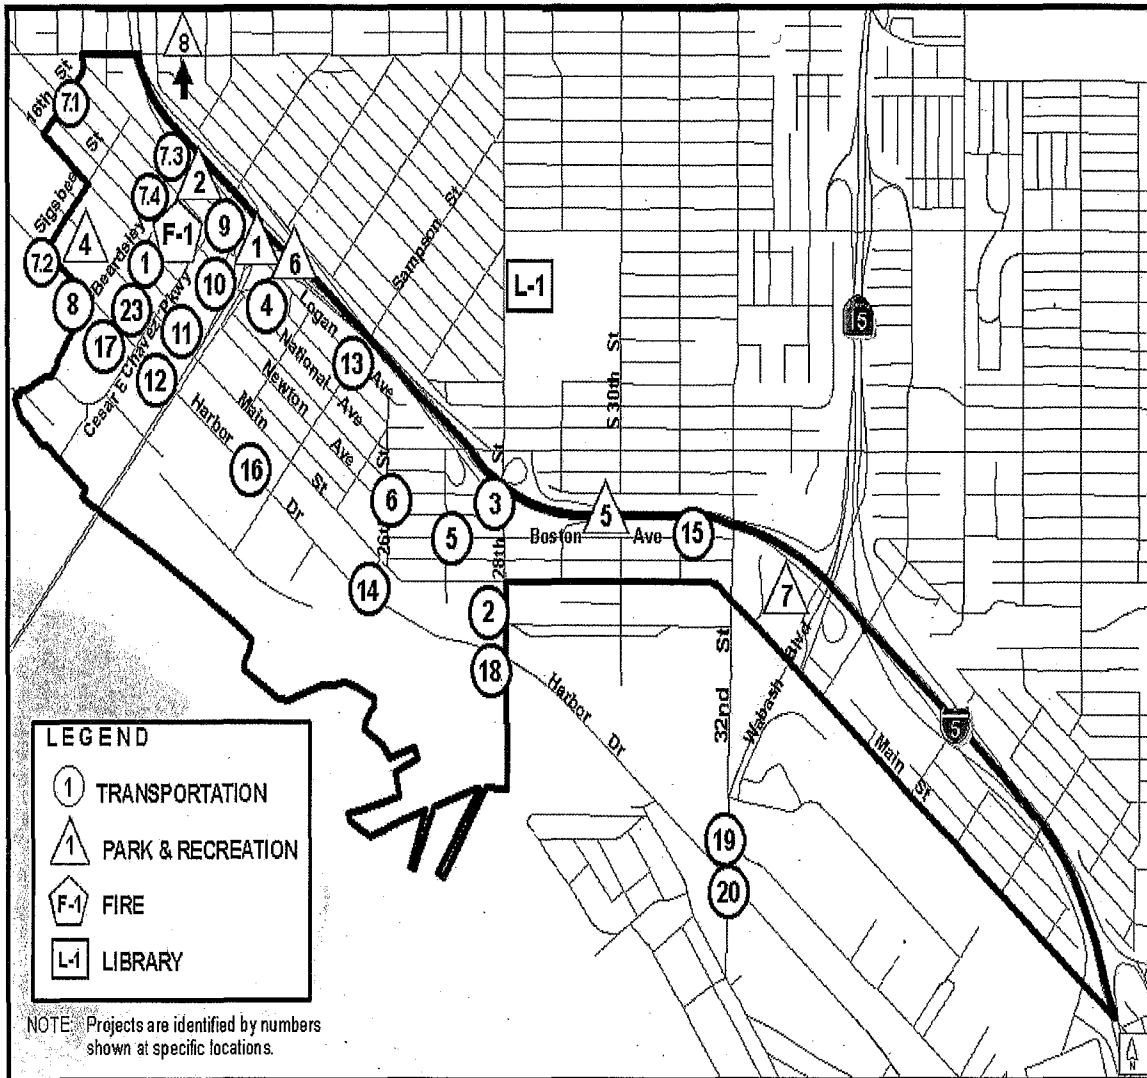 8
16th St
7.1
Sigsbee St
7.3
2
7.4
4
F-1
9
Beardsley
7.2
1
1
6
Sampson St
L-1
10
8
23
4
Logan Ave
5
11
17
Cesar E Chavez Pkwy
National Ave
13
12
Newton Ave
S 30th St
Harbor Dr
Main St
16
26th St
28th St
6
3
5
5
Boston Ave
15
14
2
7
18
32nd St
Wabash Blvd
Harbor Dr
5
Main St
19
20
LEGEND
1 TRANSPORTATION
1 PARK & RECREATION
F-1 FIRE
L-1 LIBRARY
NOTE: Projects are identified by numbers
shown at specific locations.
N